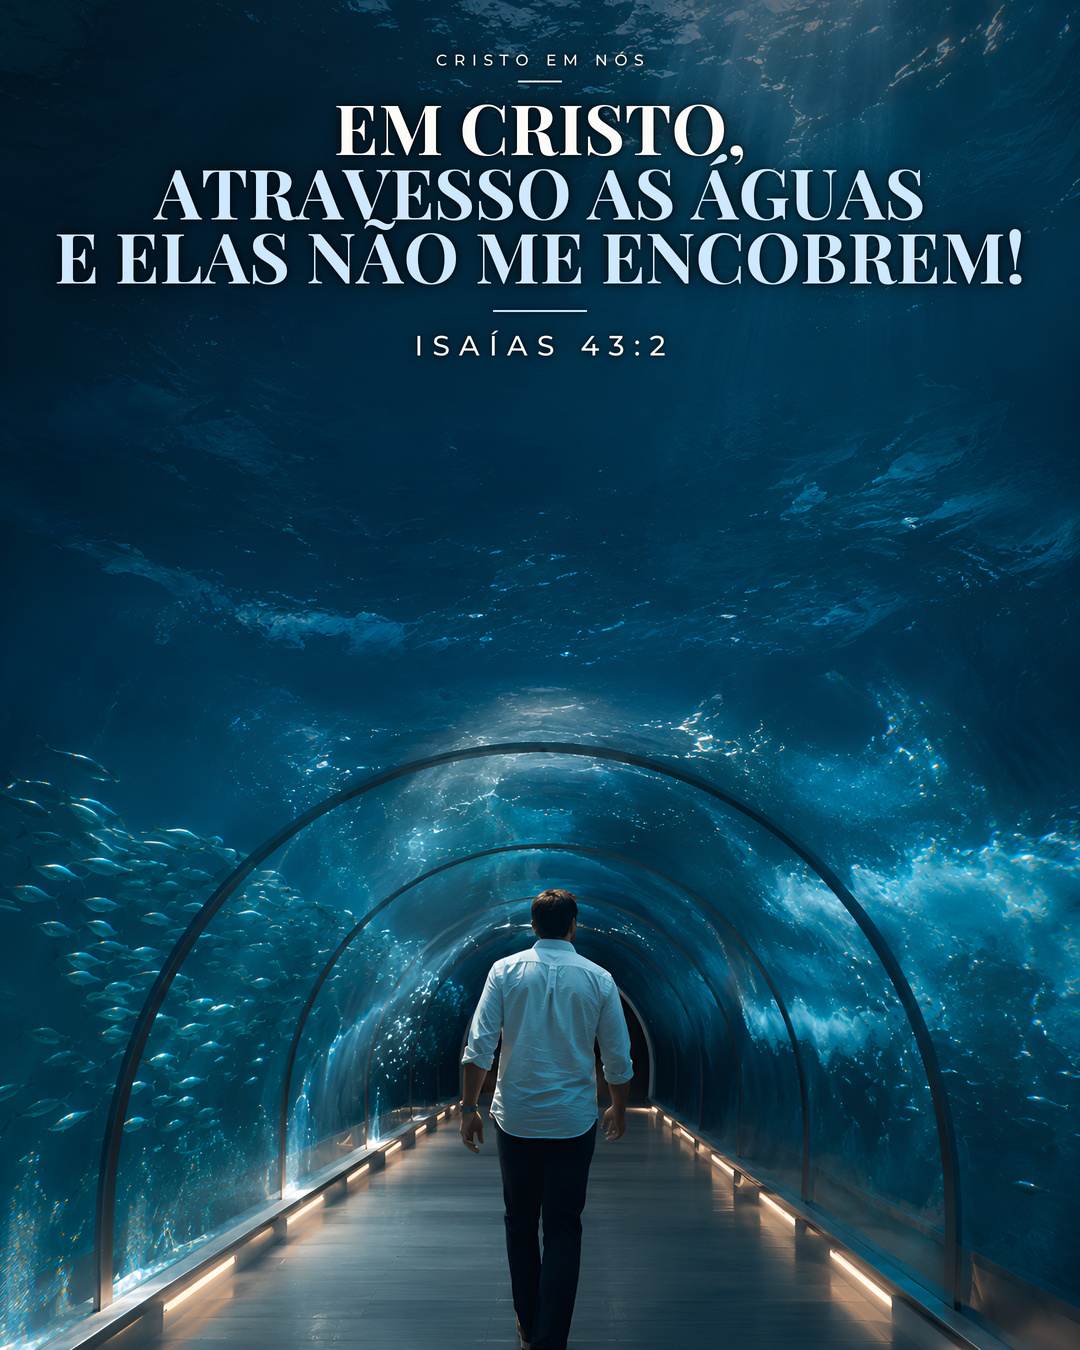 CRISTO EM NÓS
EM CRISTO,
ATRAVESSO AS ÁGUAS
E ELAS NÃO ME ENCOBREM!
ISAÍAS 43:2